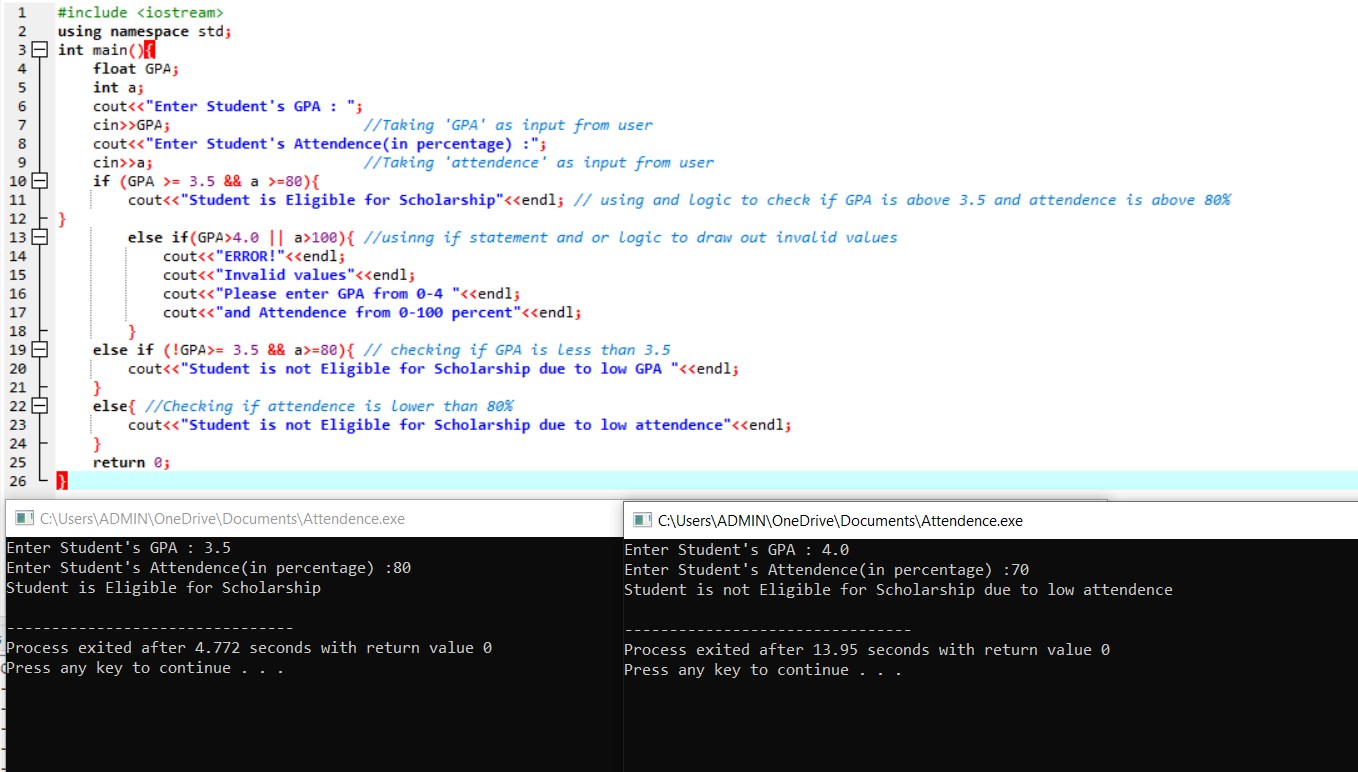 1 #include <iostream>
2 using namespace std;
3 int main(){
4 float GPA;
5 int a;
6 cout<<"Enter Student's GPA : ";
7 cin>>GPA; //Taking 'GPA' as input from user
8 cout<<"Enter Student's Attendence(in percentage) :";
9 cin>>a; //Taking 'attendence' as input from user
10 if (GPA >= 3.5 && a >=80){
11 cout<<"Student is Eligible for Scholarship"<<endl; // using and logic to check if GPA is above 3.5 and attendence is above 80%
12 }
13 else if(GPA>4.0 || a>100){ //usinng if statement and or logic to draw out invalid values
14 cout<<"ERROR!"<<endl;
15 cout<<"Invalid values"<<endl;
16 cout<<"Please enter GPA from 0-4 "<<endl;
17 cout<<"and Attendence from 0-100 percent"<<endl;
18 }
19 else if (!GPA>= 3.5 && a>=80){ // checking if GPA is less than 3.5
20 cout<<"Student is not Eligible for Scholarship due to low GPA "<<endl;
21 }
22 else{ //Checking if attendence is lower than 80%
23 cout<<"Student is not Eligible for Scholarship due to low attendence"<<endl;
24 }
25 return 0;
26 }
C:\Users\ADMIN\OneDrive\Documents\Attendence.exe
Enter Student's GPA : 3.5
Enter Student's Attendence(in percentage) :80
Student is Eligible for Scholarship
--------------------------------
Process exited after 4.772 seconds with return value 0
Press any key to continue . . .
C:\Users\ADMIN\OneDrive\Documents\Attendence.exe
Enter Student's GPA : 4.0
Enter Student's Attendence(in percentage) :70
Student is not Eligible for Scholarship due to low attendence
--------------------------------
Process exited after 13.95 seconds with return value 0
Press any key to continue . . .